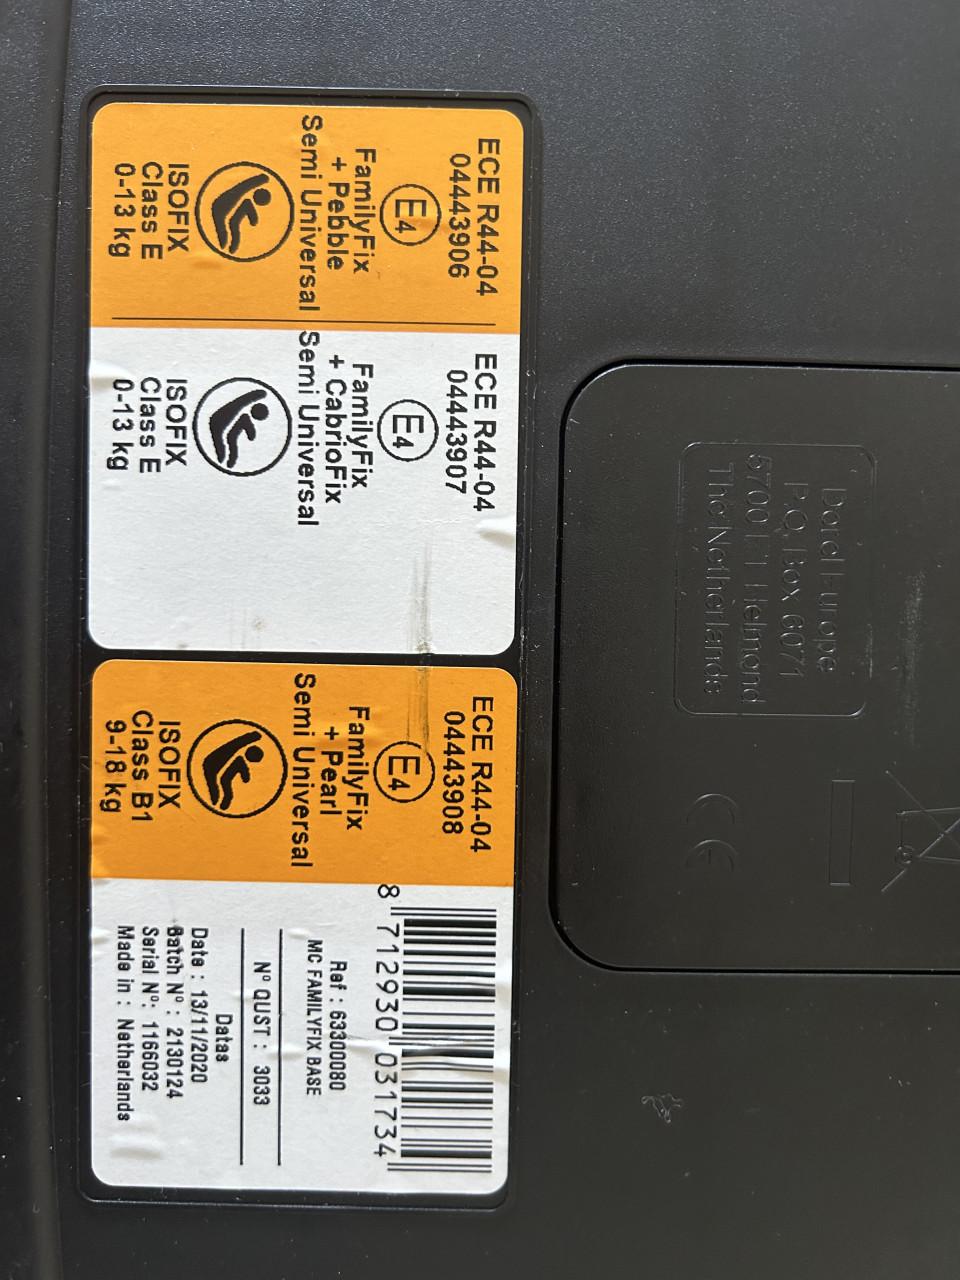 ECE R44-04
04443906
E4
FamilyFix
+ Pebble
Semi Universal
ISOFIX
Class E
0-13 kg
ECE R44-04
04443907
E4
FamilyFix
+ CabrioFix
Semi Universal
ISOFIX
Class E
0-13 kg
ECE R44-04
04443908
E4
FamilyFix
+ Pearl
Semi Universal
ISOFIX
Class B1
9-18 kg
8 712930 031734
Ref : 63300080
MC FAMILYFIX BASE
N° QUST : 3033
Datas
Date : 13/11/2020
Batch N° : 2130124
Serial N°: 1166032
Made in : Netherlands
Dorel Europe
P.O. Box 6071
5700 ET Helmond
The Netherlands
CE